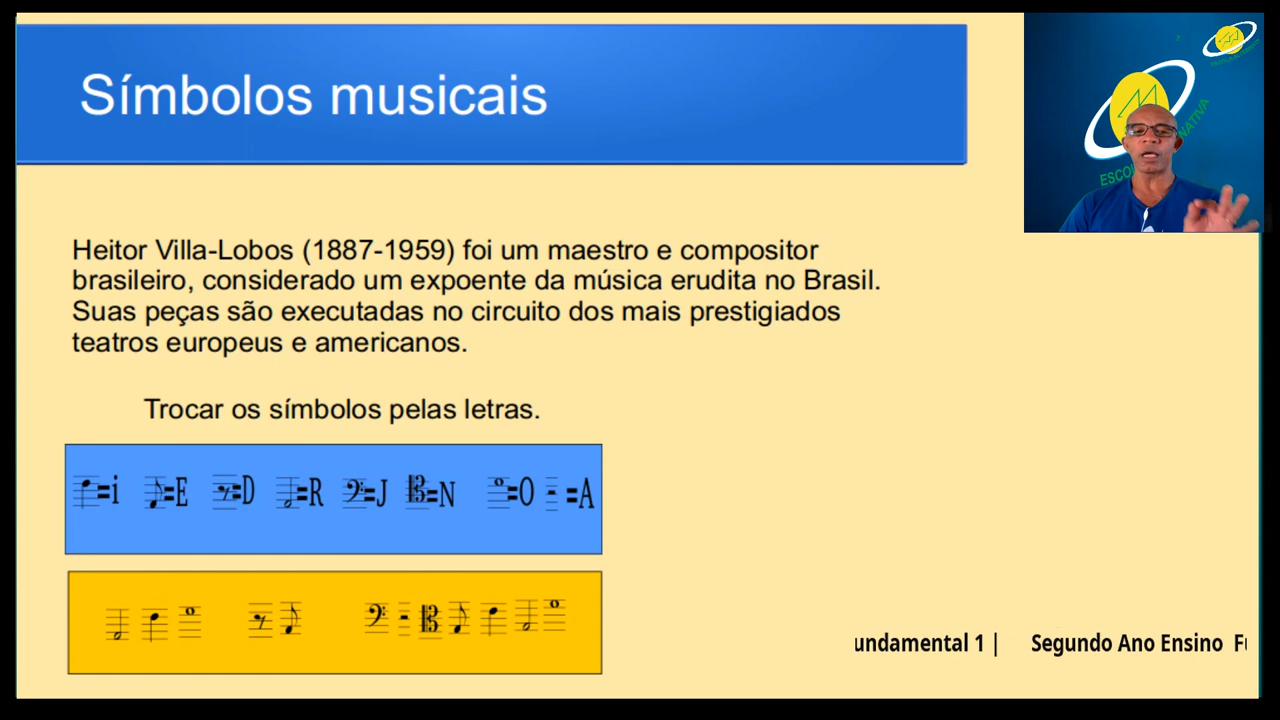 Símbolos musicais
Heitor Villa-Lobos (1887-1959) foi um maestro e compositor
brasileiro, considerado um expoente da música erudita no Brasil.
Suas peças são executadas no circuito dos mais prestigiados
teatros europeus e americanos.
Trocar os símbolos pelas letras.
=i =E =D =R =J =N =O =A
undamental 1 | Segundo Ano Ensino